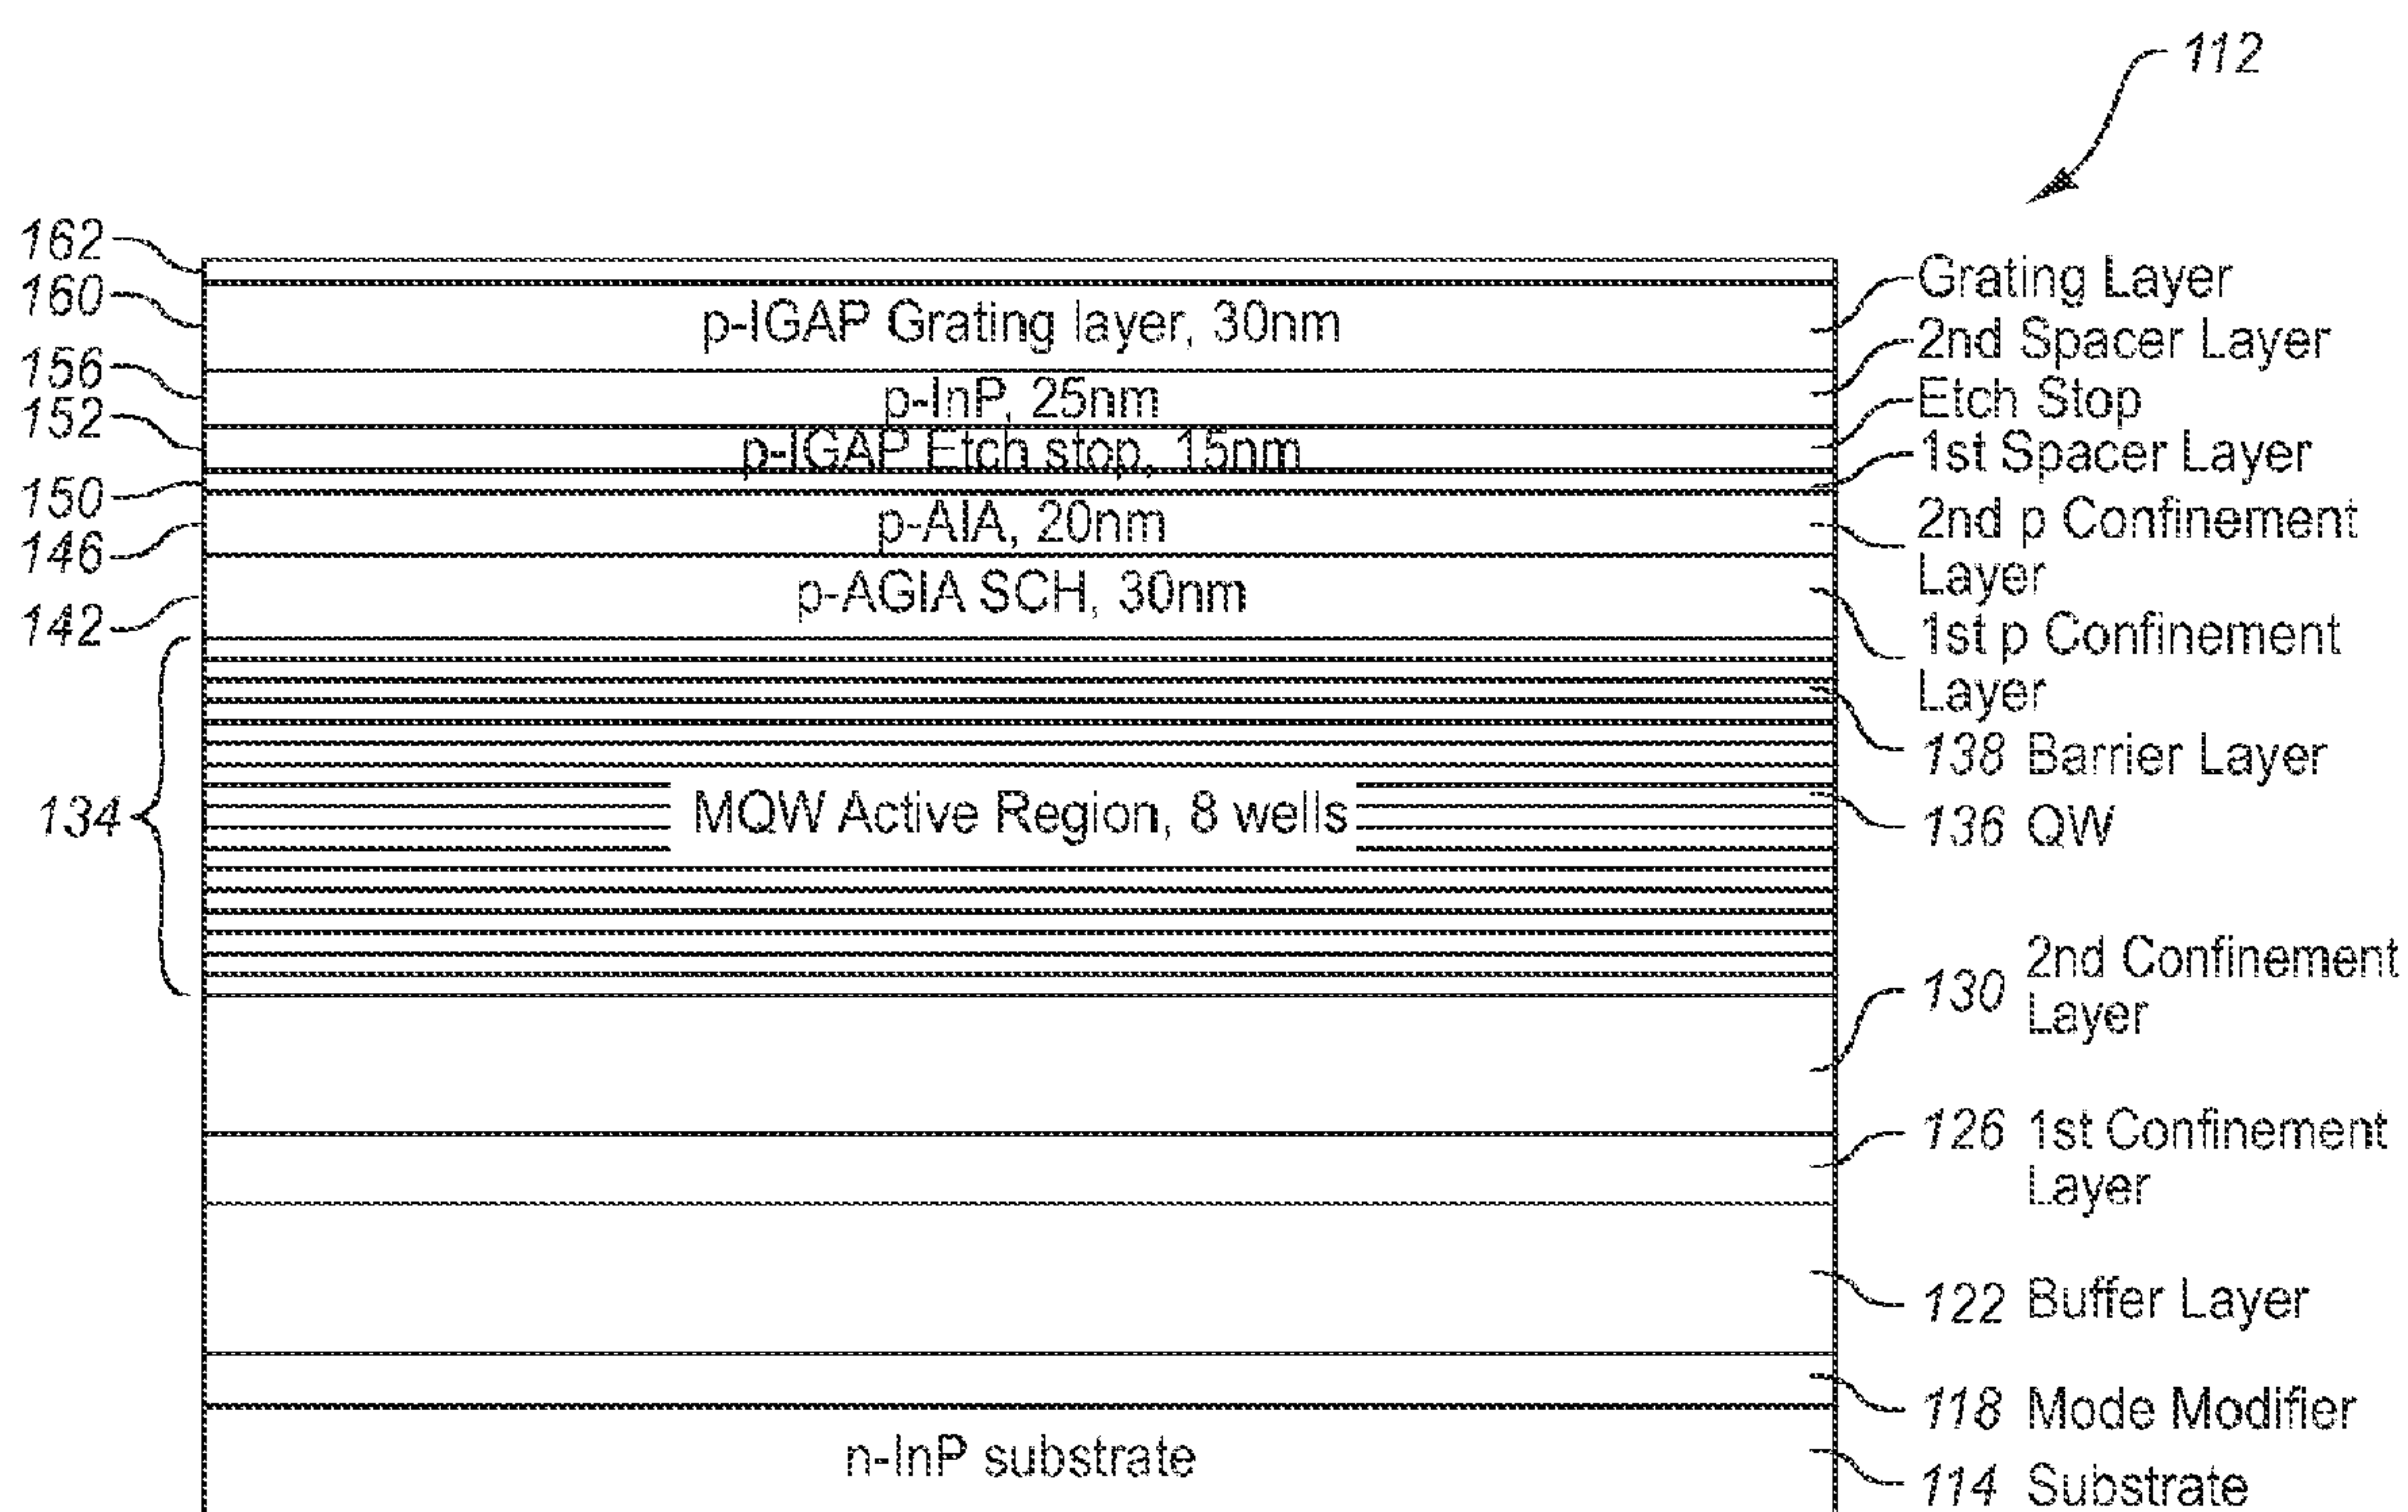 112
162
160
156
152
150
146
142
134
p-IGAP Grating layer, 30nm
p-InP, 25nm
p-IGAP Etch stop, 15nm
p-AIA, 20nm
p-AGIA SCH, 30nm
MQW Active Region, 8 wells
n-InP substrate
Grating Layer
2nd Spacer Layer
Etch Stop
1st Spacer Layer
2nd p Confinement
Layer
1st p Confinement
Layer
138 Barrier Layer
136 QW
130 2nd Confinement
Layer
126 1st Confinement
Layer
122 Buffer Layer
118 Mode Modifier
114 Substrate